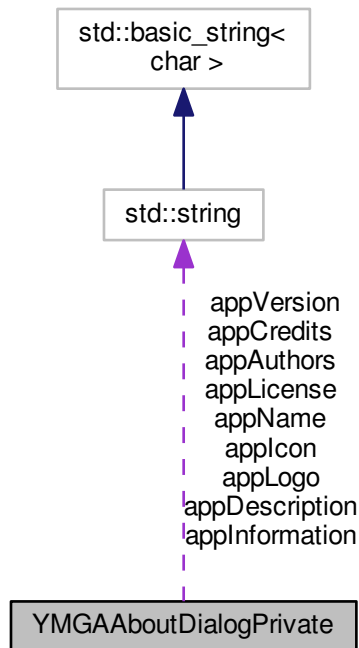 std::basic_string<
char >
std::string
appVersion
appCredits
appAuthors
appLicense
appName
appIcon
appLogo
appDescription
appInformation
YMGAAboutDialogPrivate